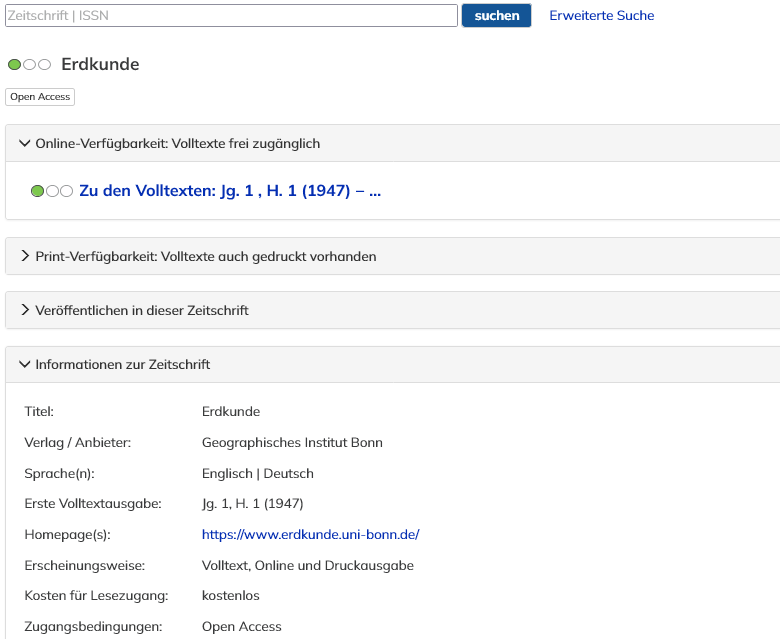 Zeitschrift | ISSN suchen Erweiterte Suche
Erdkunde
Open Access
Online-Verfügbarkeit: Volltexte frei zugänglich
Zu den Volltexten: Jg. 1 , H. 1 (1947) – ...
Print-Verfügbarkeit: Volltexte auch gedruckt vorhanden
Veröffentlichen in dieser Zeitschrift
Informationen zur Zeitschrift
Titel: Erdkunde
Verlag / Anbieter: Geographisches Institut Bonn
Sprache(n): Englisch | Deutsch
Erste Volltextausgabe: Jg. 1, H. 1 (1947)
Homepage(s): https://www.erdkunde.uni-bonn.de/
Erscheinungsweise: Volltext, Online und Druckausgabe
Kosten für Lesezugang: kostenlos
Zugangsbedingungen: Open Access